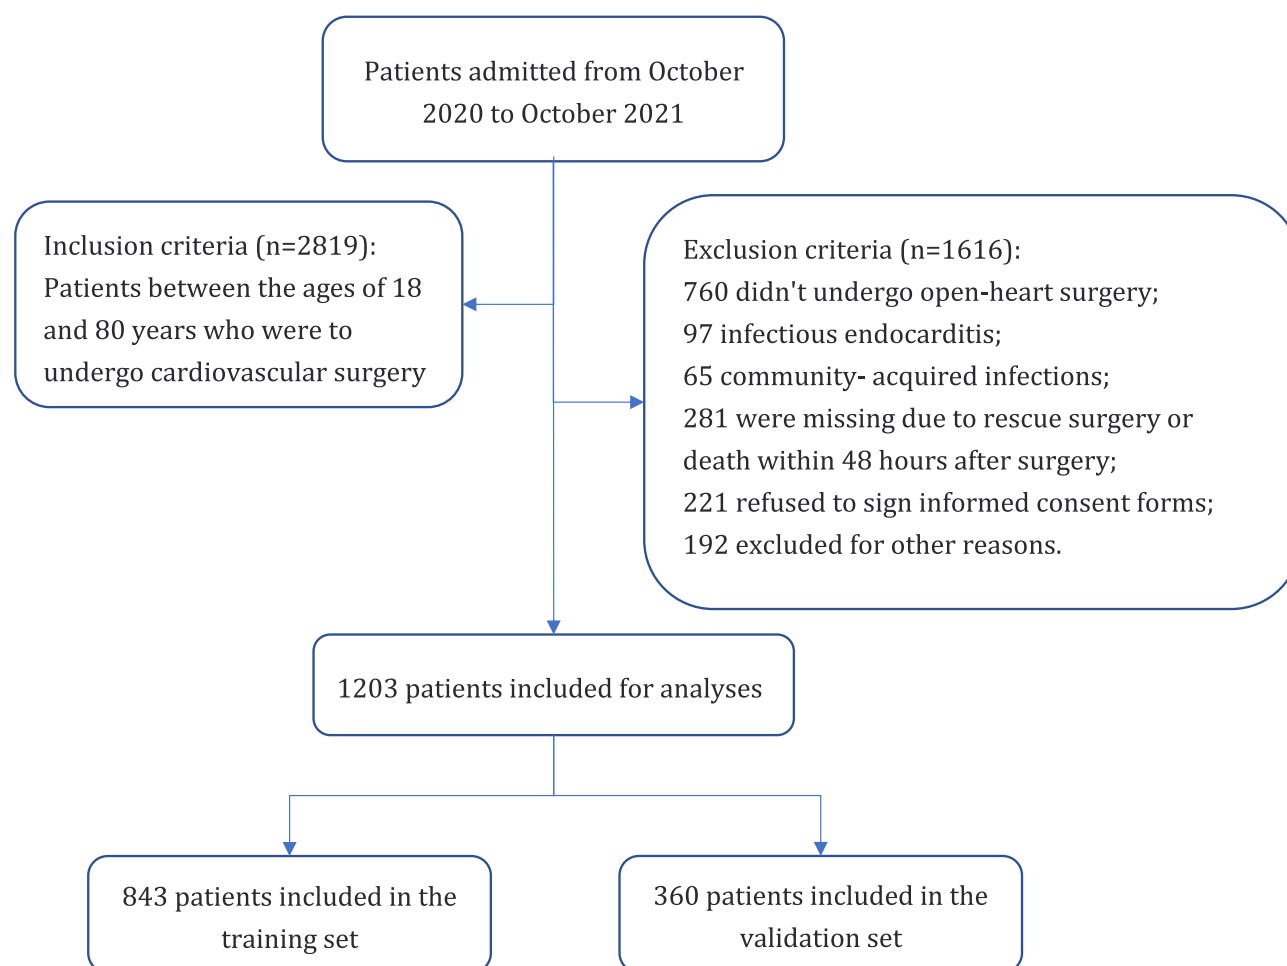 Patients admitted from October
2020 to October 2021
Inclusion criteria (n=2819):
Patients between the ages of 18
and 80 years who were to
undergo cardiovascular surgery
Exclusion criteria (n=1616):
760 didn't undergo open-heart surgery;
97 infectious endocarditis;
65 community- acquired infections;
281 were missing due to rescue surgery or
death within 48 hours after surgery;
221 refused to sign informed consent forms;
192 excluded for other reasons.
1203 patients included for analyses
843 patients included in the
training set
360 patients included in the
validation set